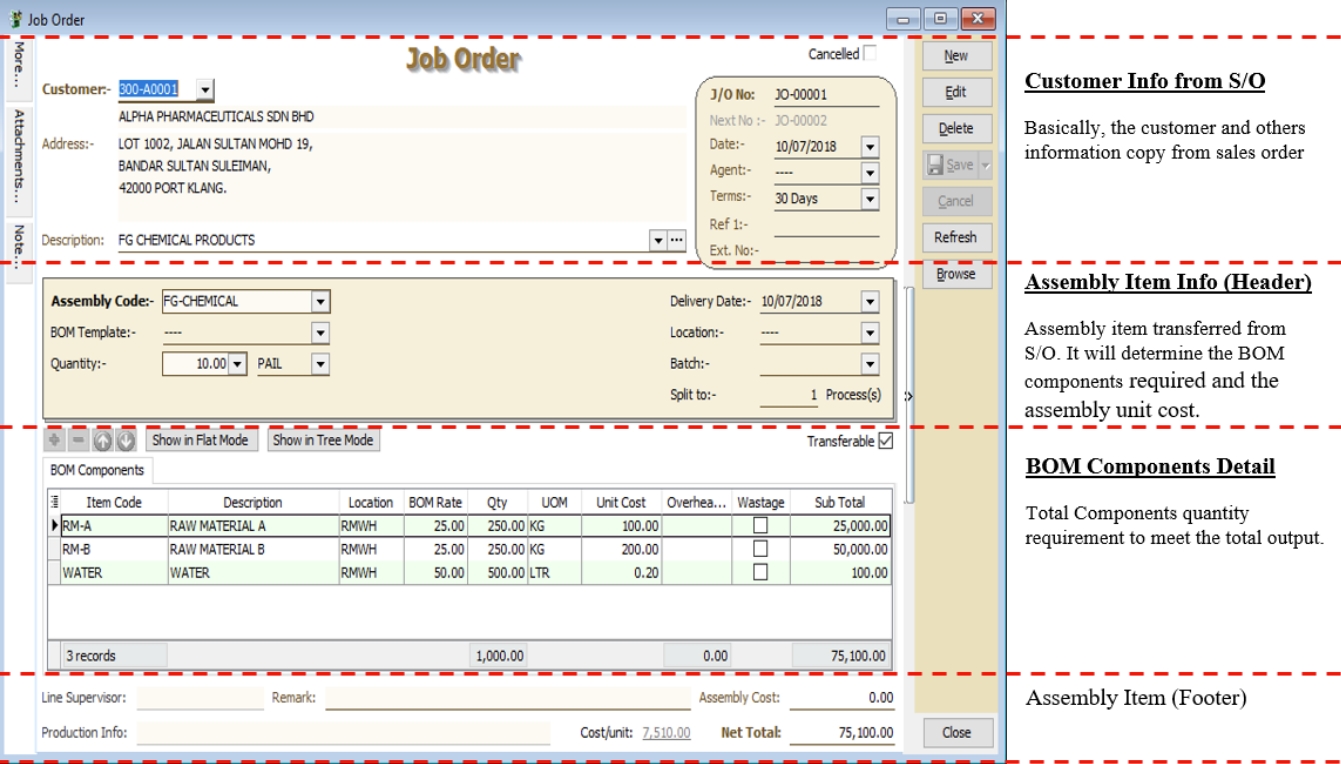 Job Order
More...
Attachments...
Note...
Job Order
Cancelled
Customer:- 300-A0001
ALPHA PHARMACEUTICALS SDN BHD
Address:- LOT 1002, JALAN SULTAN MOHD 19,
BANDAR SULTAN SULEIMAN,
42000 PORT KLANG.
Description: FG CHEMICAL PRODUCTS
J/O No: JO-00001
Next No :- JO-00002
Date:- 10/07/2018
Agent:- ----
Terms:- 30 Days
Ref 1:-
Ext. No:-
New
Edit
Delete
Save
Cancel
Refresh
Browse
Customer Info from S/O
Basically, the customer and others
information copy from sales order
Assembly Code:- FG-CHEMICAL
BOM Template:- ----
Quantity:- 10.00 PAIL
Delivery Date:- 10/07/2018
Location:- ----
Batch:-
Split to:- 1 Process(s)
Assembly Item Info (Header)
Assembly item transferred from
S/O. It will determine the BOM
components required and the
assembly unit cost.
Show in Flat Mode Show in Tree Mode
Transferable
BOM Components
Item Code Description Location BOM Rate Qty UOM Unit Cost Overhea... Wastage Sub Total
RM-A RAW MATERIAL A RMWH 25.00 250.00 KG 100.00 25,000.00
RM-B RAW MATERIAL B RMWH 25.00 250.00 KG 200.00 50,000.00
WATER WATER RMWH 50.00 500.00 LTR 0.20 100.00
3 records 1,000.00 0.00 75,100.00
BOM Components Detail
Total Components quantity
requirement to meet the total output.
Line Supervisor: Remark: Assembly Cost: 0.00
Production Info: Cost/unit: 7,510.00 Net Total: 75,100.00
Close
Assembly Item (Footer)